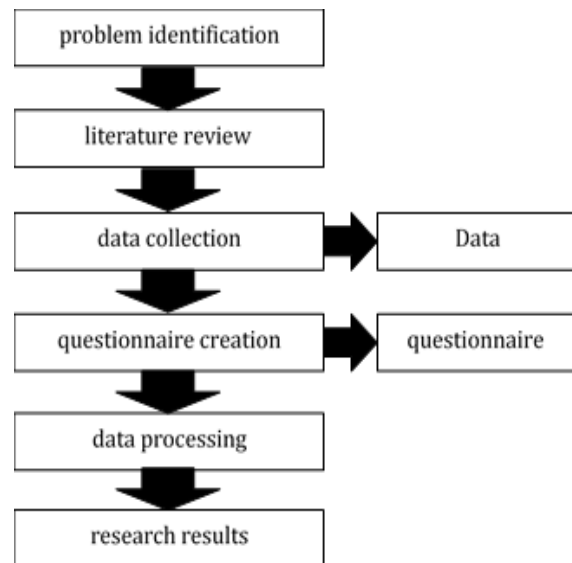 problem identification
literature review
data collection
Data
questionnaire creation
questionnaire
data processing
research results